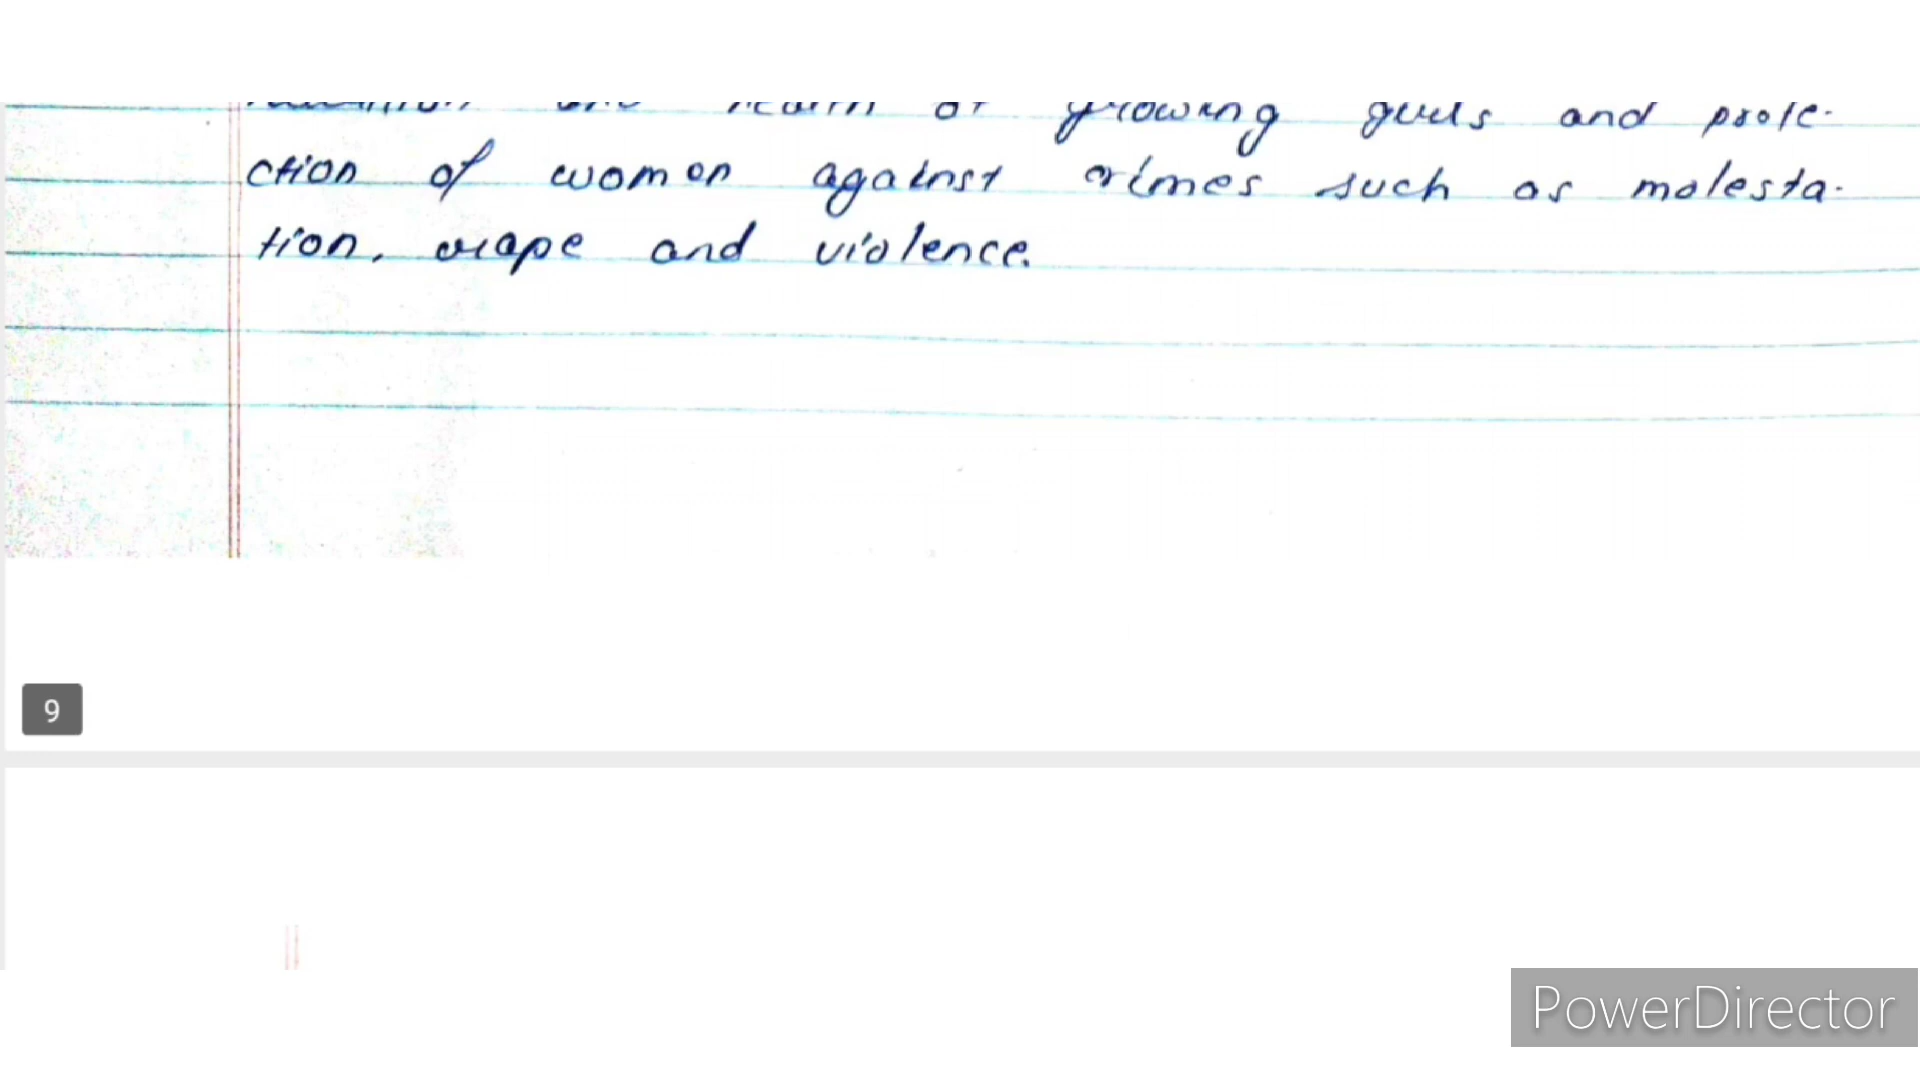 health of growing girls and prote-
ction of women against crimes such as molesta-
tion, rape and violence.
9
PowerDirector